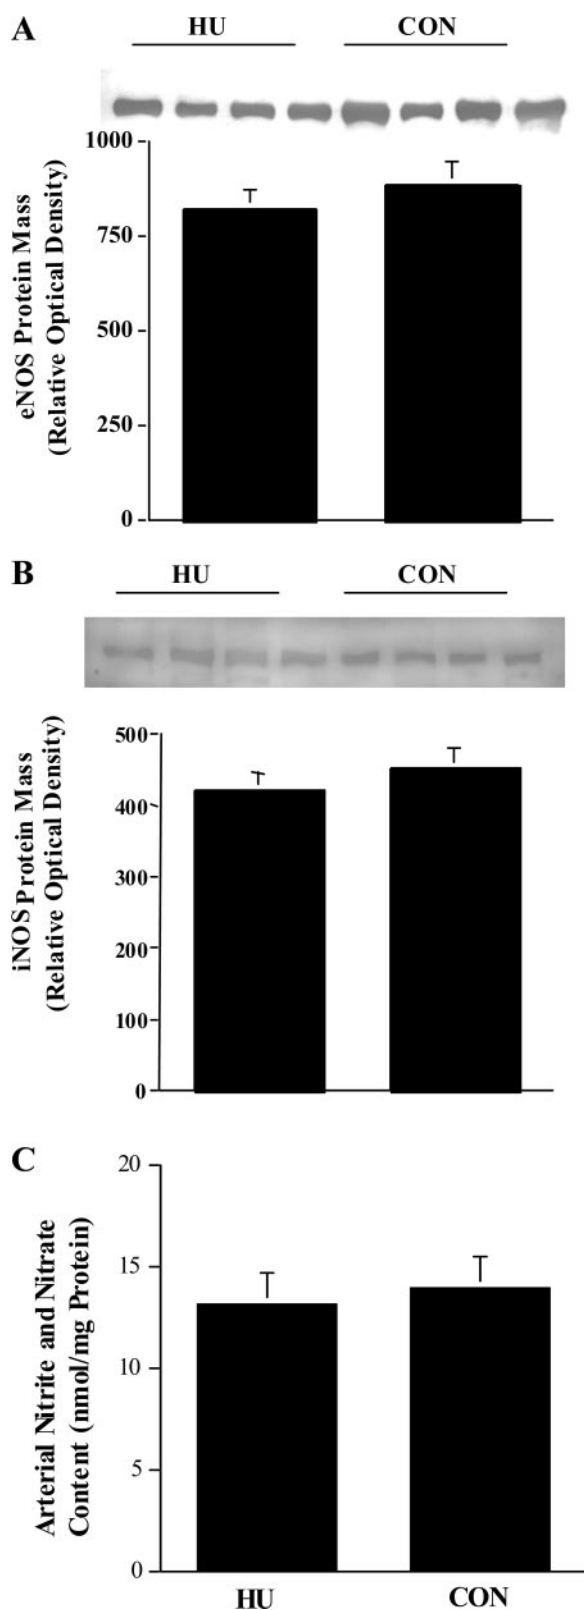 A
HU CON
1000
750
500
250
0
eNOS Protein Mass
(Relative Optical Density)
B
HU CON
500
400
300
200
100
0
iNOS Protein Mass
(Relative Optical Density)
C
20
15
10
5
0
Arterial Nitrite and Nitrate
Content (nmol/mg Protein)
HU CON